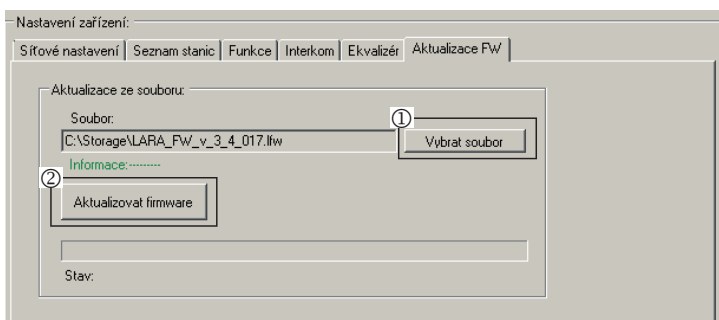 Nastavení zařízení:
Síťové nastavení Seznam stanic Funkce Interkom Ekvalizér Aktualizace FW
Aktualizace ze souboru:
Soubor:
①
C:\Storage\LARA_FW_v_3_4_017.lfw Vybrat soubor
Informace:---------
②
Aktualizovat firmware
Stav: